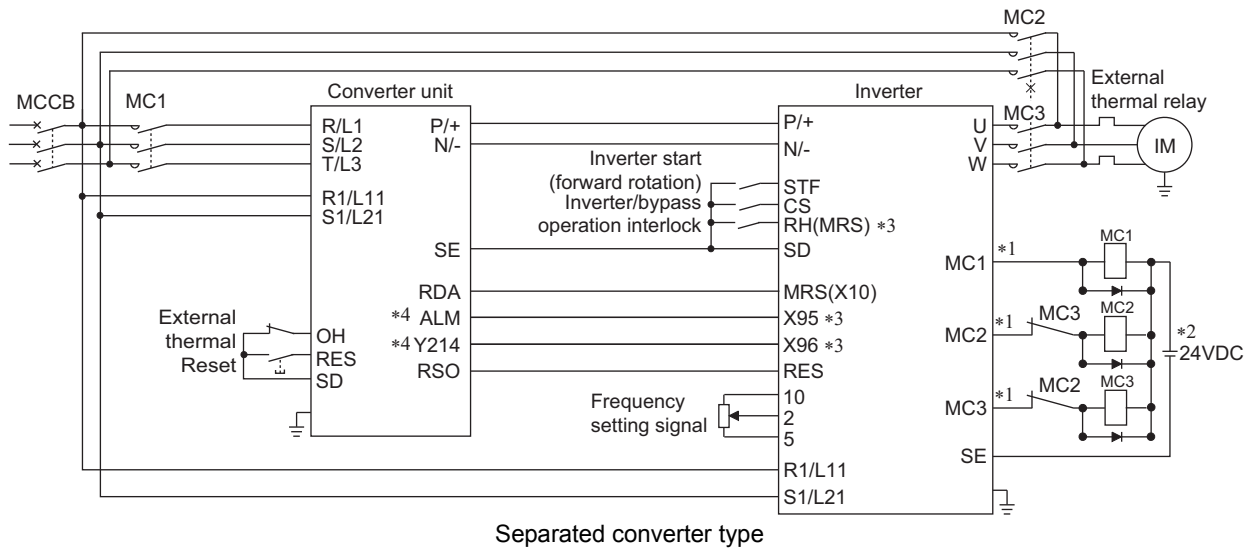 MC2
MCCB
MC1
Converter unit
Inverter
External
thermal relay
MC3
R/L1
S/L2
T/L3
R1/L11
S1/L21
P/+
N/-
SE
RDA
*4 ALM
*4 Y214
RSO
External
thermal
Reset
OH
RES
SD
Inverter start
(forward rotation)
Inverter/bypass
operation interlock
Frequency
setting signal
P/+
N/-
STF
CS
RH(MRS) *3
SD
MRS(X10)
X95 *3
X96 *3
RES
10
2
5
R1/L11
S1/L21
U
V
W
IM
MC1
*1
MC1
MC2
*1
MC3
MC2
MC3
*1
MC2
MC3
SE
*2
24VDC
Separated converter type